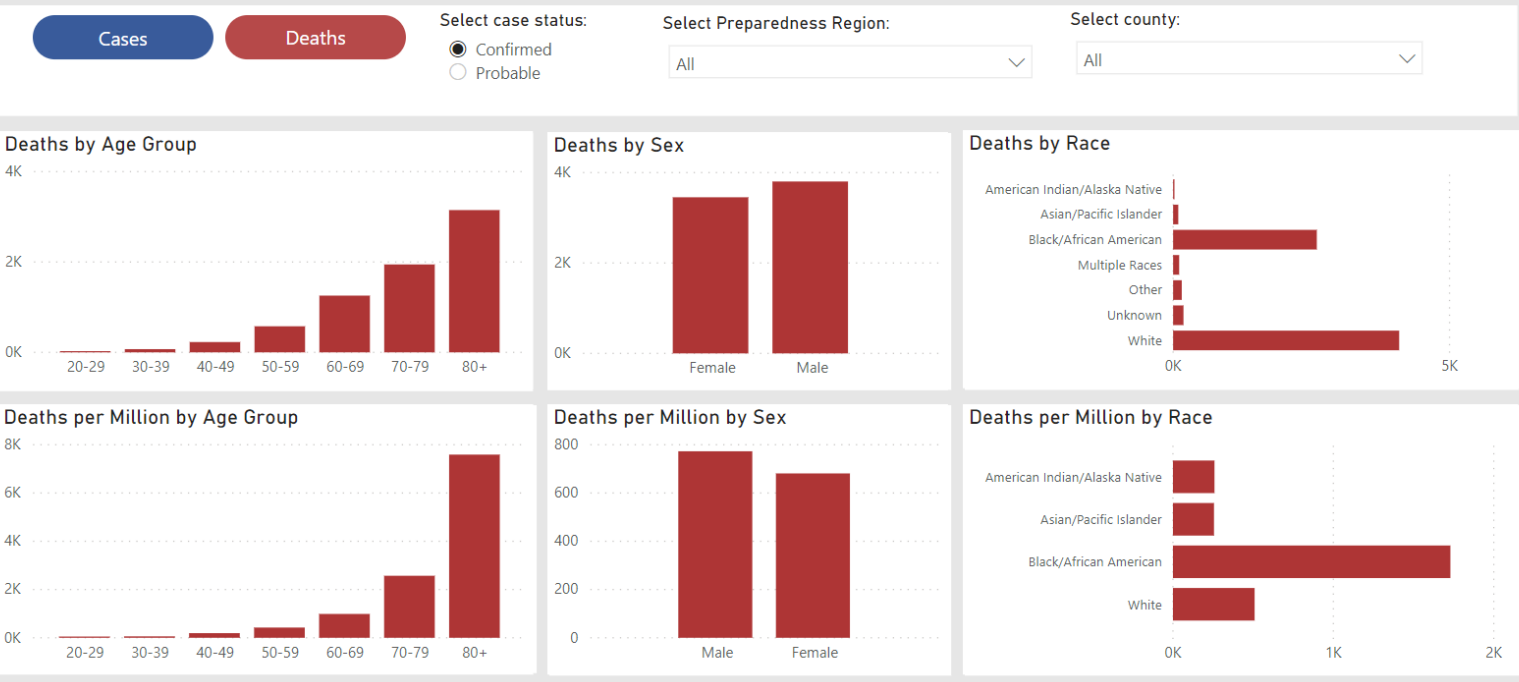 Cases
Deaths
Select case status:
Confirmed
Probable
Select Preparedness Region:
All
Select county:
All
Deaths by Age Group
4K
2K
0K
20-29 30-39 40-49 50-59 60-69 70-79 80+
Deaths by Sex
4K
2K
0K
Female Male
Deaths by Race
American Indian/Alaska Native
Asian/Pacific Islander
Black/African American
Multiple Races
Other
Unknown
White
0K 5K
Deaths per Million by Age Group
8K
6K
4K
2K
0K
20-29 30-39 40-49 50-59 60-69 70-79 80+
Deaths per Million by Sex
800
600
400
200
0
Male Female
Deaths per Million by Race
American Indian/Alaska Native
Asian/Pacific Islander
Black/African American
White
0K 1K 2K